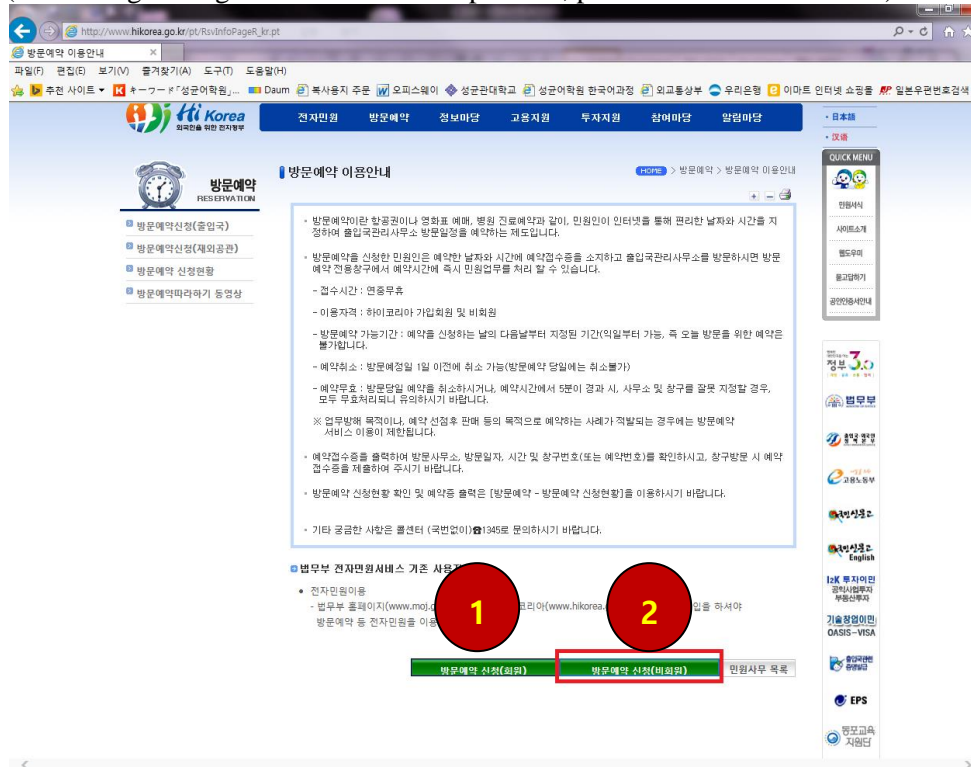 http://www.hikorea.go.kr/pt/RsvInfoPageR_kr.pt
방문예약 이용안내
파일(F) 편집(E) 보기(V) 즐겨찾기(A) 도구(T) 도움말(H)
추천 사이트 キーワード「성균어학원」... Daum 복사용지 주문 오피스웨이 성균관대학교 성균어학원 한국어과정 외교통상부 우리은행 이마트 인터넷 쇼핑몰 일본우편번호검색
Hi Korea
외국인을 위한 전자정부
전자민원 방문예약 정보마당 고용지원 투자지원 참여마당 알림마당
日本語
汉语
방문예약
RESERVATION
방문예약신청(출입국)
방문예약신청(재외공관)
방문예약 신청현황
방문예약따라하기 동영상
방문예약 이용안내
HOME > 방문예약 > 방문예약 이용안내
방문예약이란 항공권이나 영화표 예매, 병원 진료예약과 같이, 민원인이 인터넷을 통해 편리한 날짜와 시간을 지
정하여 출입국관리사무소 방문일정을 예약하는 제도입니다.
방문예약을 신청한 민원인은 예약한 날짜와 시간에 예약접수증을 소지하고 출입국관리사무소를 방문하시면 방문
예약 전용창구에서 예약시간에 즉시 민원업무를 처리 할 수 있습니다.
- 접수시간 : 연중무휴
- 이용자격 : 하이코리아 가입회원 및 비회원
- 방문예약 가능기간 : 예약을 신청하는 날의 다음날부터 지정된 기간(익일부터 가능, 즉 오늘 방문을 위한 예약은
불가합니다.
- 예약취소 : 방문예정일 1일 이전에 취소 가능(방문예약 당일에는 취소불가)
- 예약무효 : 방문당일 예약을 취소하시거나, 예약시간에서 5분이 경과 시, 사무소 및 창구를 잘못 지정할 경우,
모두 무효처리되니 유의하시기 바랍니다.
※ 업무방해 목적이나, 예약 선점후 판매 등의 목적으로 예약하는 사례가 적발되는 경우에는 방문예약
서비스 이용이 제한됩니다.
예약접수증을 출력하여 방문사무소, 방문일자, 시간 및 창구번호(또는 예약번호)를 확인하시고, 창구방문 시 예약
접수증을 제출하여 주시기 바랍니다.
방문예약 신청현황 확인 및 예약증 출력은 [방문예약 - 방문예약 신청현황]을 이용하시기 바랍니다.
기타 궁금한 사항은 콜센터 (국번없이)☎1345로 문의하시기 바랍니다.
법무부 전자민원서비스 기존 사용
전자민원이용
- 법무부 홈페이지(www.moj.g 코리아(www.hikorea. 입을 하셔야
방문예약 등 전자민원을 이용
1
2
방문예약 신청(회원) 방문예약 신청(비회원) 민원사무 목록
QUICK MENU
민원서식
사이트소개
웹도우미
묻고답하기
공인인증서안내
정부 3.0
법무부
고용노동부
국민신문고
국민신문고
English
I2K 투자이민
공익사업투자
부동산투자
기술창업이민
OASIS-VISA
EPS
동포교육
지원단